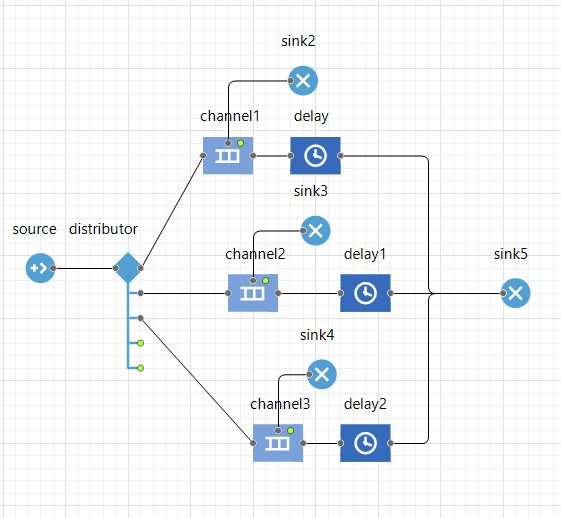 sink2
channel1 delay
sink3
source distributor
channel2 delay1 sink5
sink4
channel3 delay2